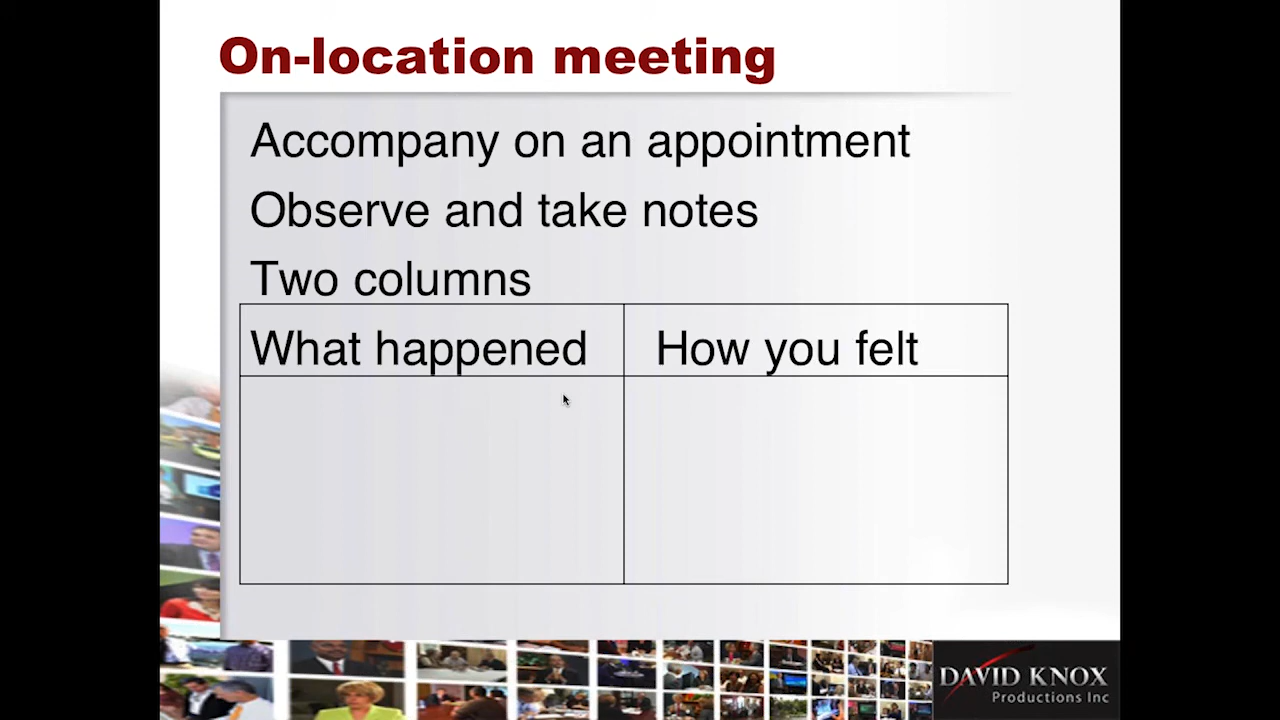 On-location meeting
Accompany on an appointment
Observe and take notes
Two columns
What happened How you felt
DAVID KNOX
Productions Inc